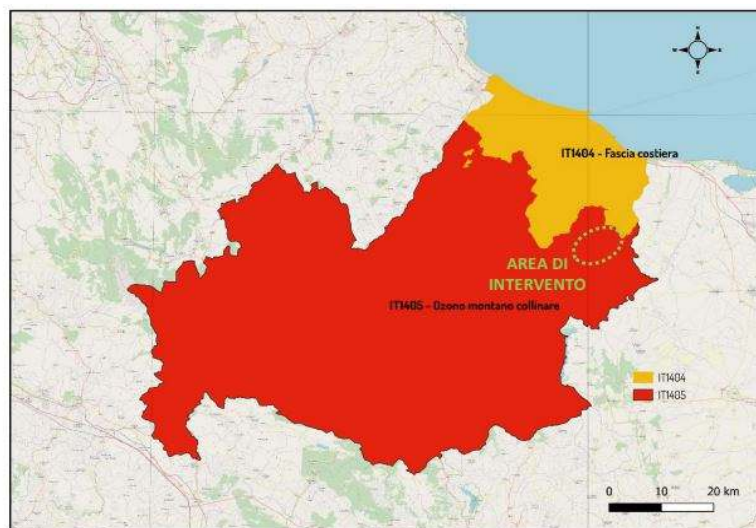 IT1404 - Fascia costiera
AREA DI
INTERVENTO
IT1405 - Ozono montano collinare
IT1404
IT1405
0 10 20 km